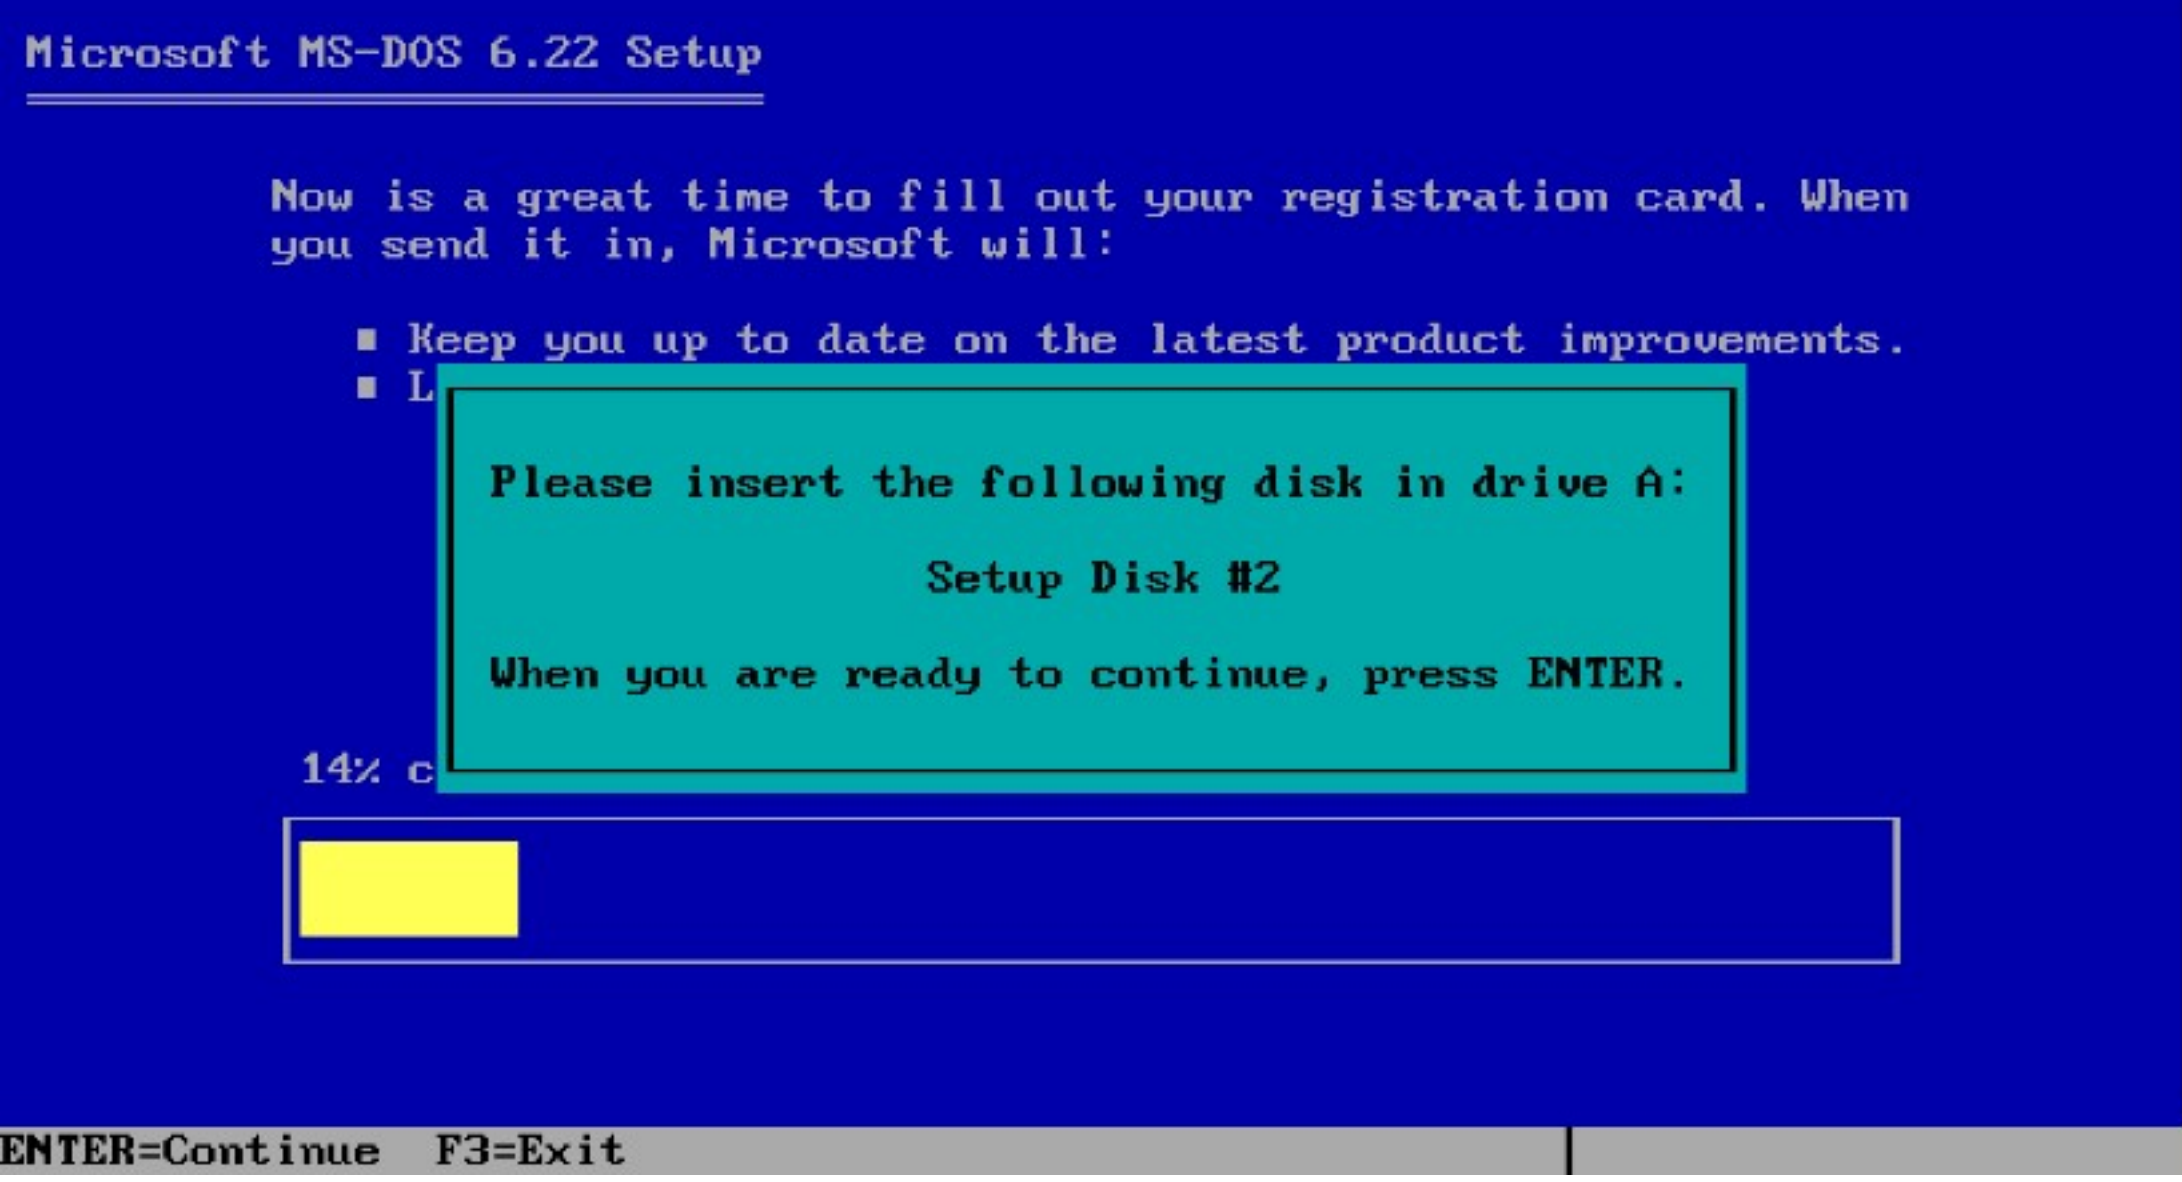 Microsoft MS-DOS 6.22 Setup
Now is a great time to fill out your registration card. When
you send it in, Microsoft will:
■ Keep you up to date on the latest product improvements.
■ L
Please insert the following disk in drive A:
Setup Disk #2
When you are ready to continue, press ENTER.
14% c
ENTER=Continue F3=Exit